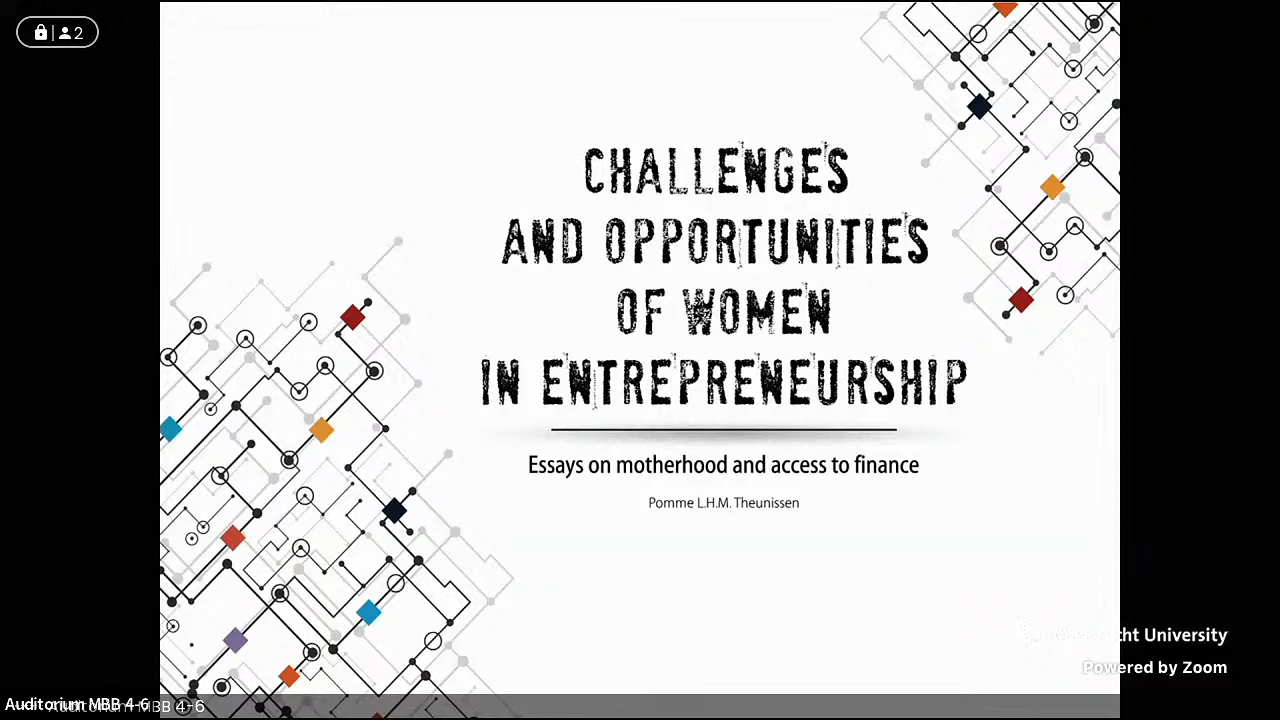 2
CHALLENGES
AND OPPORTUNITIES
OF WOMEN
IN ENTREPRENEURSHIP
Essays on motherhood and access to finance
Pomme L.H.M. Theunissen
University
Powered by Zoom
Auditorium MBB 4-6